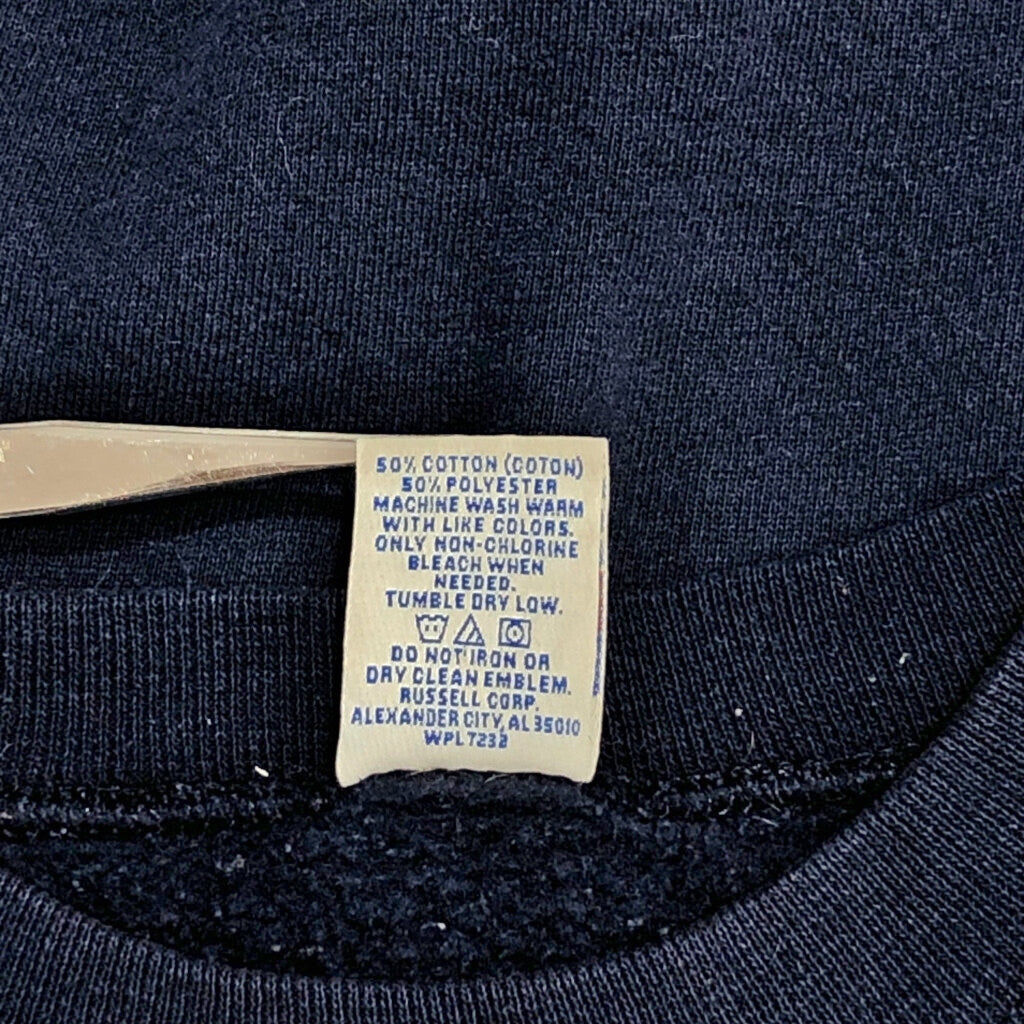 50% COTTON (COTON)
50% POLYESTER
MACHINE WASH WARM
WITH LIKE COLORS.
ONLY NON-CHLORINE
BLEACH WHEN
NEEDED.
TUMBLE DRY LOW.
DO NOT IRON OR
DRY CLEAN EMBLEM.
RUSSELL CORP.
ALEXANDER CITY, AL 35010
WPL 7232